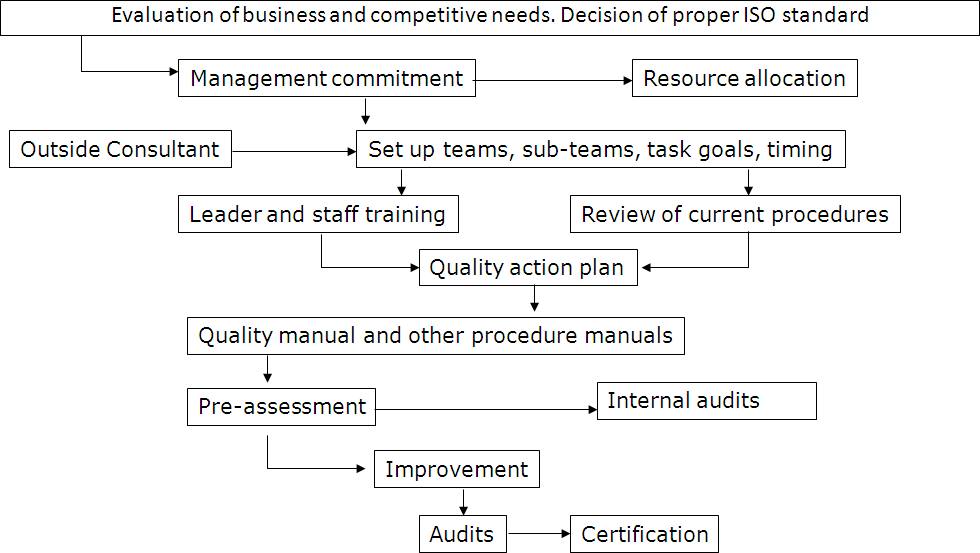 Evaluation of business and competitive needs. Decision of proper ISO standard
Management commitment
Resource allocation
Outside Consultant
Set up teams, sub-teams, task goals, timing
Leader and staff training
Review of current procedures
Quality action plan
Quality manual and other procedure manuals
Pre-assessment
Internal audits
Improvement
Audits
Certification